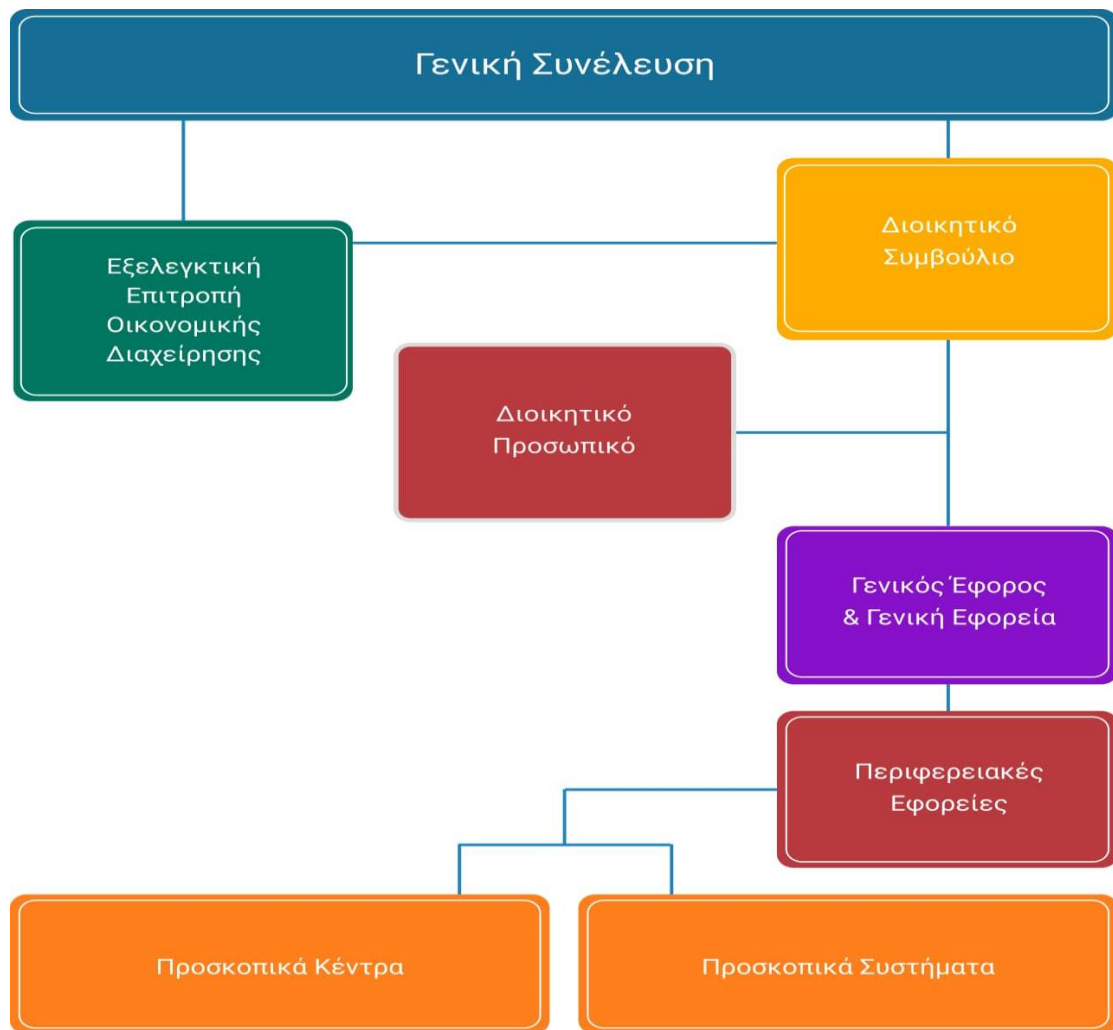 Γενική Συνέλευση
Διοικητικό
Συμβούλιο
Εξελεγκτική
Επιτροπή
Οικονομικής
Διαχείρησης
Διοικητικό
Προσωπικό
Γενικός Έφορος
& Γενική Εφορεία
Περιφερειακές
Εφορείες
Προσκοπικά Κέντρα
Προσκοπικά Συστήματα